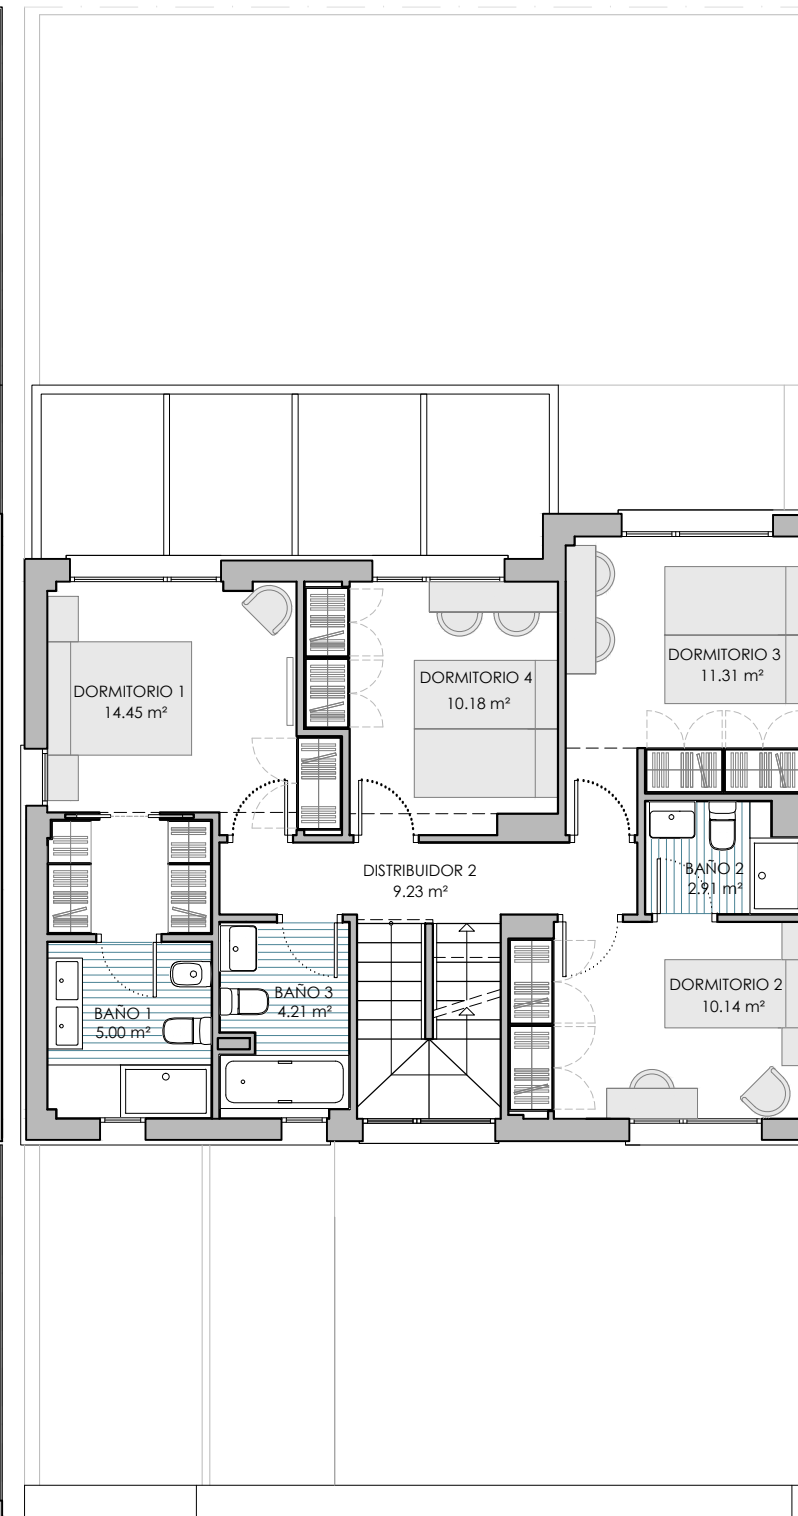 DORMITORIO 1
14.45 m²
DORMITORIO 4
10.18 m²
DORMITORIO 3
11.31 m²
DISTRIBUIDOR 2
9.23 m²
BAÑO 2
2.91 m²
BAÑO 1
5.00 m²
BAÑO 3
4.21 m²
DORMITORIO 2
10.14 m²